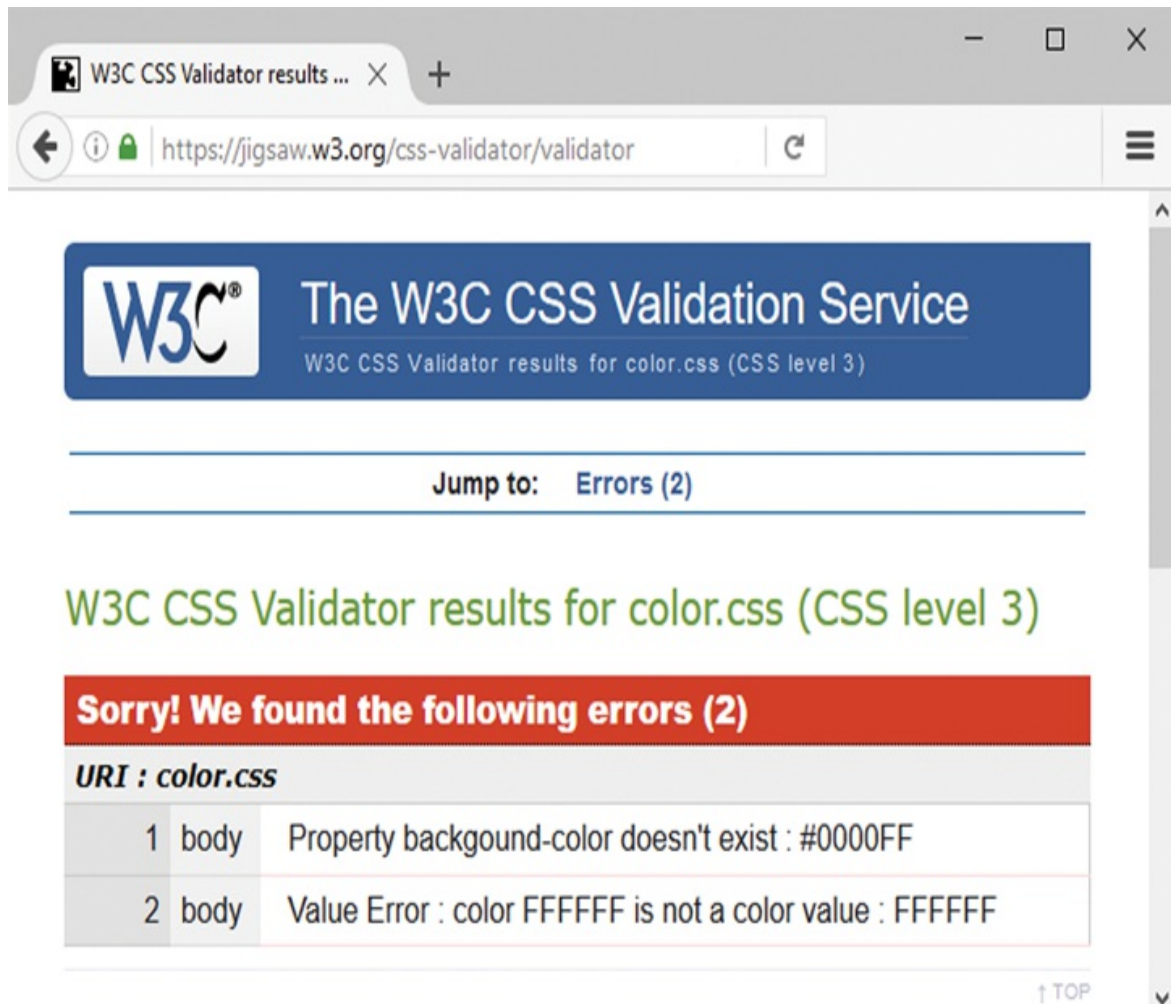 W3C CSS Validator results ...
https://jigsaw.w3.org/css-validator/validator
W3C®
The W3C CSS Validation Service
W3C CSS Validator results for color.css (CSS level 3)
Jump to: Errors (2)
W3C CSS Validator results for color.css (CSS level 3)
Sorry! We found the following errors (2)
URI : color.css
1 body Property backgound-color doesn't exist : #0000FF
2 body Value Error : color FFFFFF is not a color value : FFFFFF
↑ TOP